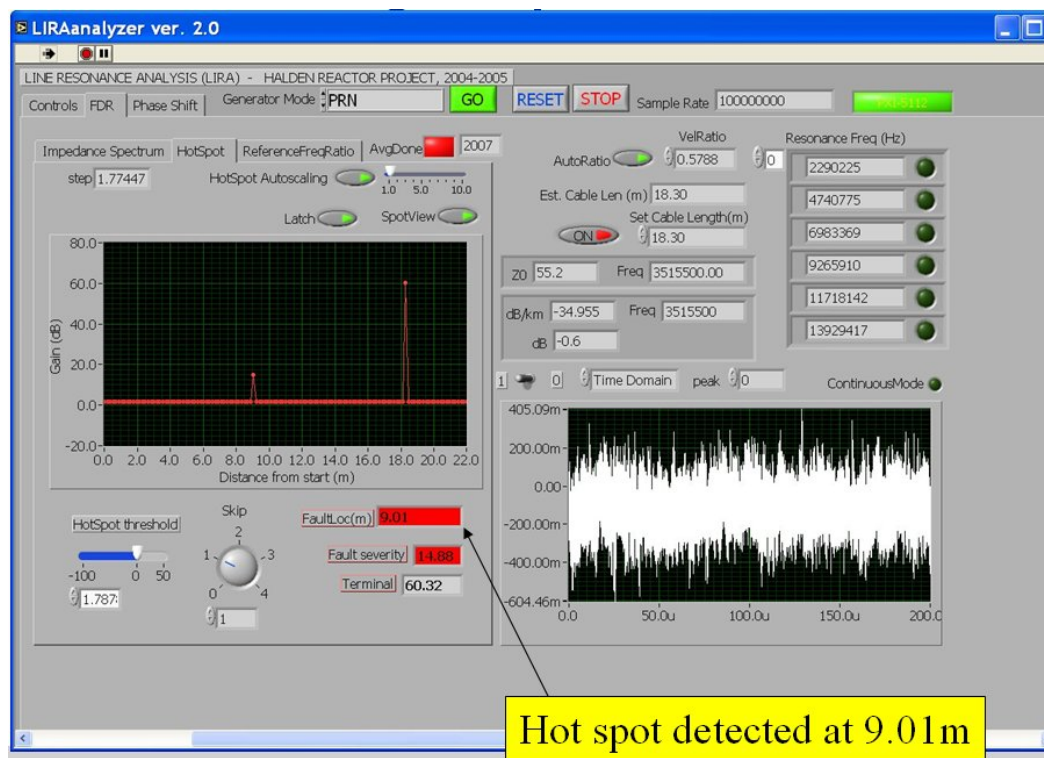 LIRAanalyzer ver. 2.0
LINE RESONANCE ANALYSIS (LIRA) - HALDEN REACTOR PROJECT, 2004-2005
Controls FDR Phase Shift Generator Mode PRN GO RESET STOP Sample Rate 100000000 PXI-5112
Impedance Spectrum HotSpot ReferenceFreqRatio AvgDone 2007
step 1.77447 HotSpot Autoscaling 1.0 5.0 10.0
Latch SpotView
80.0
60.0
40.0
20.0
0.0
-20.0
Gain (dB)
0.0 2.0 4.0 6.0 8.0 10.0 12.0 14.0 16.0 18.0 20.0 22.0
Distance from start (m)
HotSpot threshold
-100 0 50
1.787
Skip
0 1 2 3 4
1
FaultLoc(m) 9.01
Fault severity 14.88
Terminal 60.32
AutoRatio VelRatio 0.5788
Est. Cable Len (m) 18.30
Set Cable Length(m)
ON 18.30
Z0 55.2 Freq 3515500.00
dB/km -34.955 Freq 3515500
dB -0.6
0 Resonance Freq (Hz)
2290225
4740775
6983369
9265910
11718142
13929417
1 0 Time Domain peak 0 ContinuousMode
405.09m
200.00m
0.00
-200.00m
-400.00m
-604.46m
0.0 50.0u 100.0u 150.0u 200.0
Hot spot detected at 9.01m